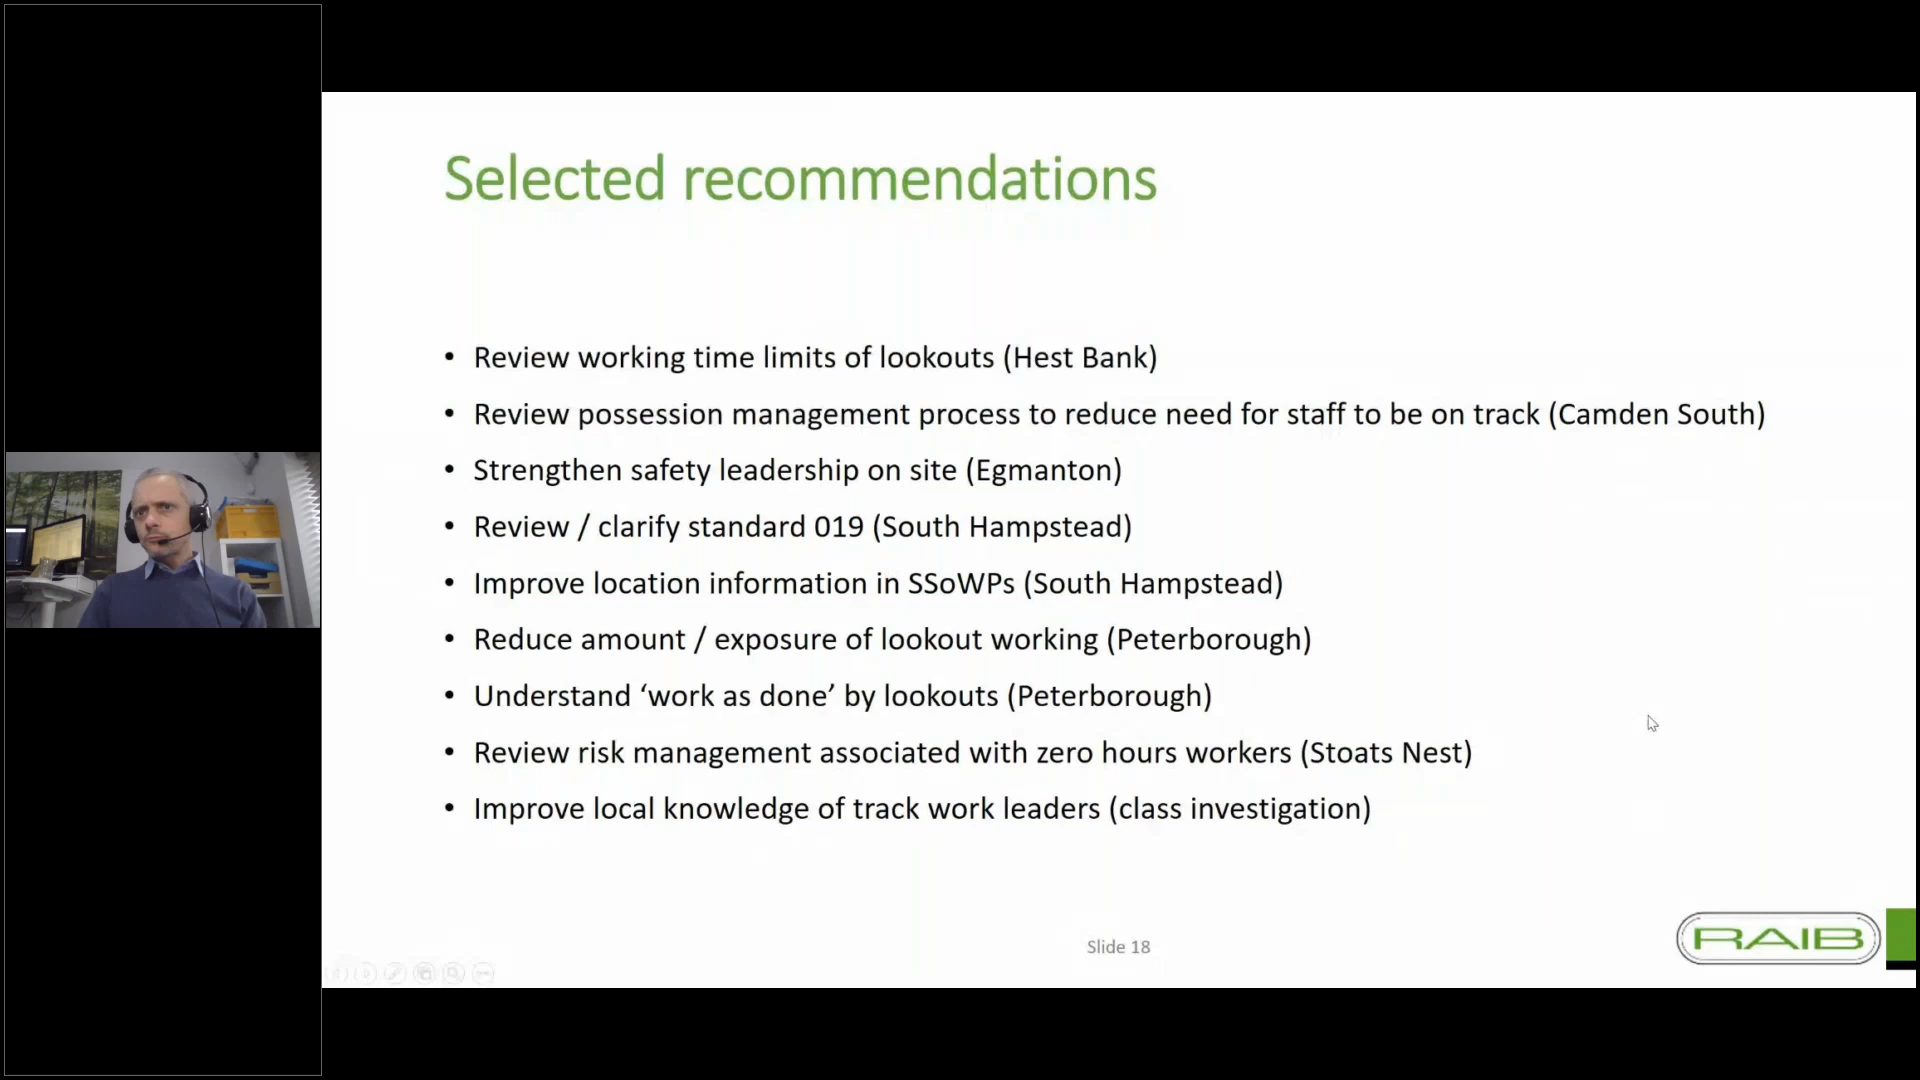 Selected recommendations
• Review working time limits of lookouts (Hest Bank)
• Review possession management process to reduce need for staff to be on track (Camden South)
• Strengthen safety leadership on site (Egmanton)
• Review / clarify standard 019 (South Hampstead)
• Improve location information in SSoWPs (South Hampstead)
• Reduce amount / exposure of lookout working (Peterborough)
• Understand ‘work as done’ by lookouts (Peterborough)
• Review risk management associated with zero hours workers (Stoats Nest)
• Improve local knowledge of track work leaders (class investigation)
Slide 18
RAIB